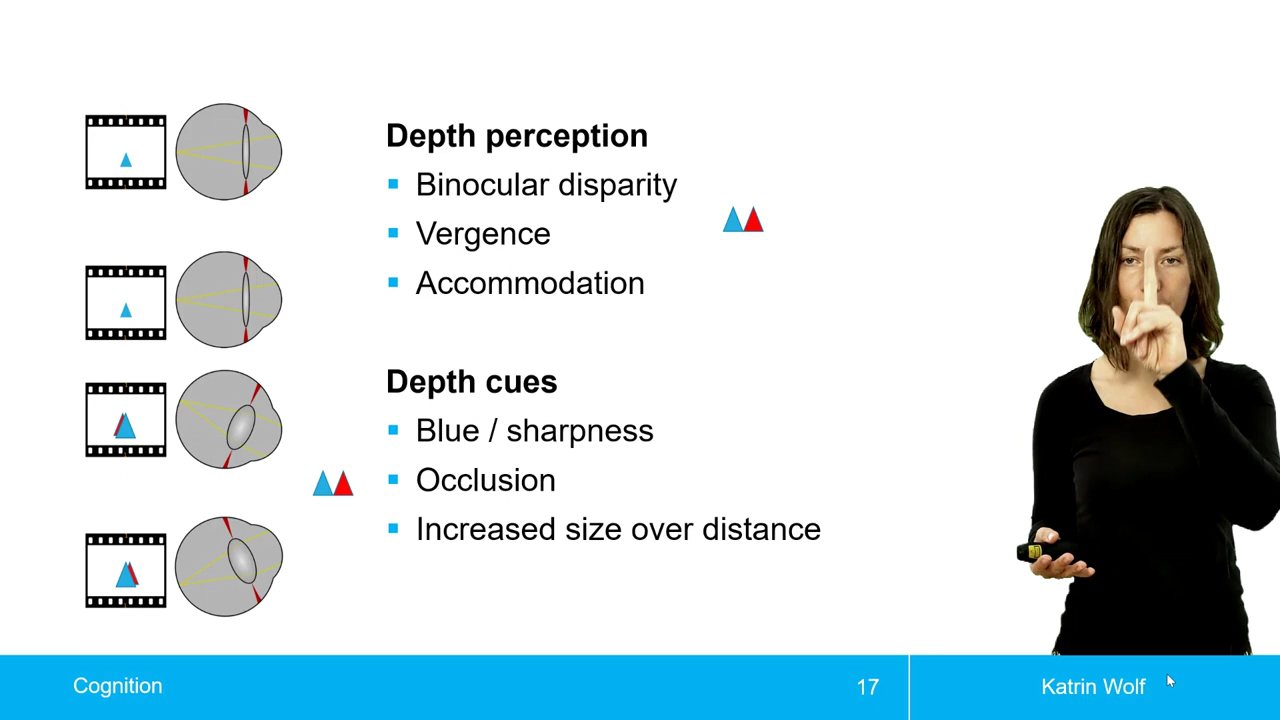 Depth perception
Binocular disparity
Vergence
Accommodation
Depth cues
Blue / sharpness
Occlusion
Increased size over distance
Cognition
17
Katrin Wolf